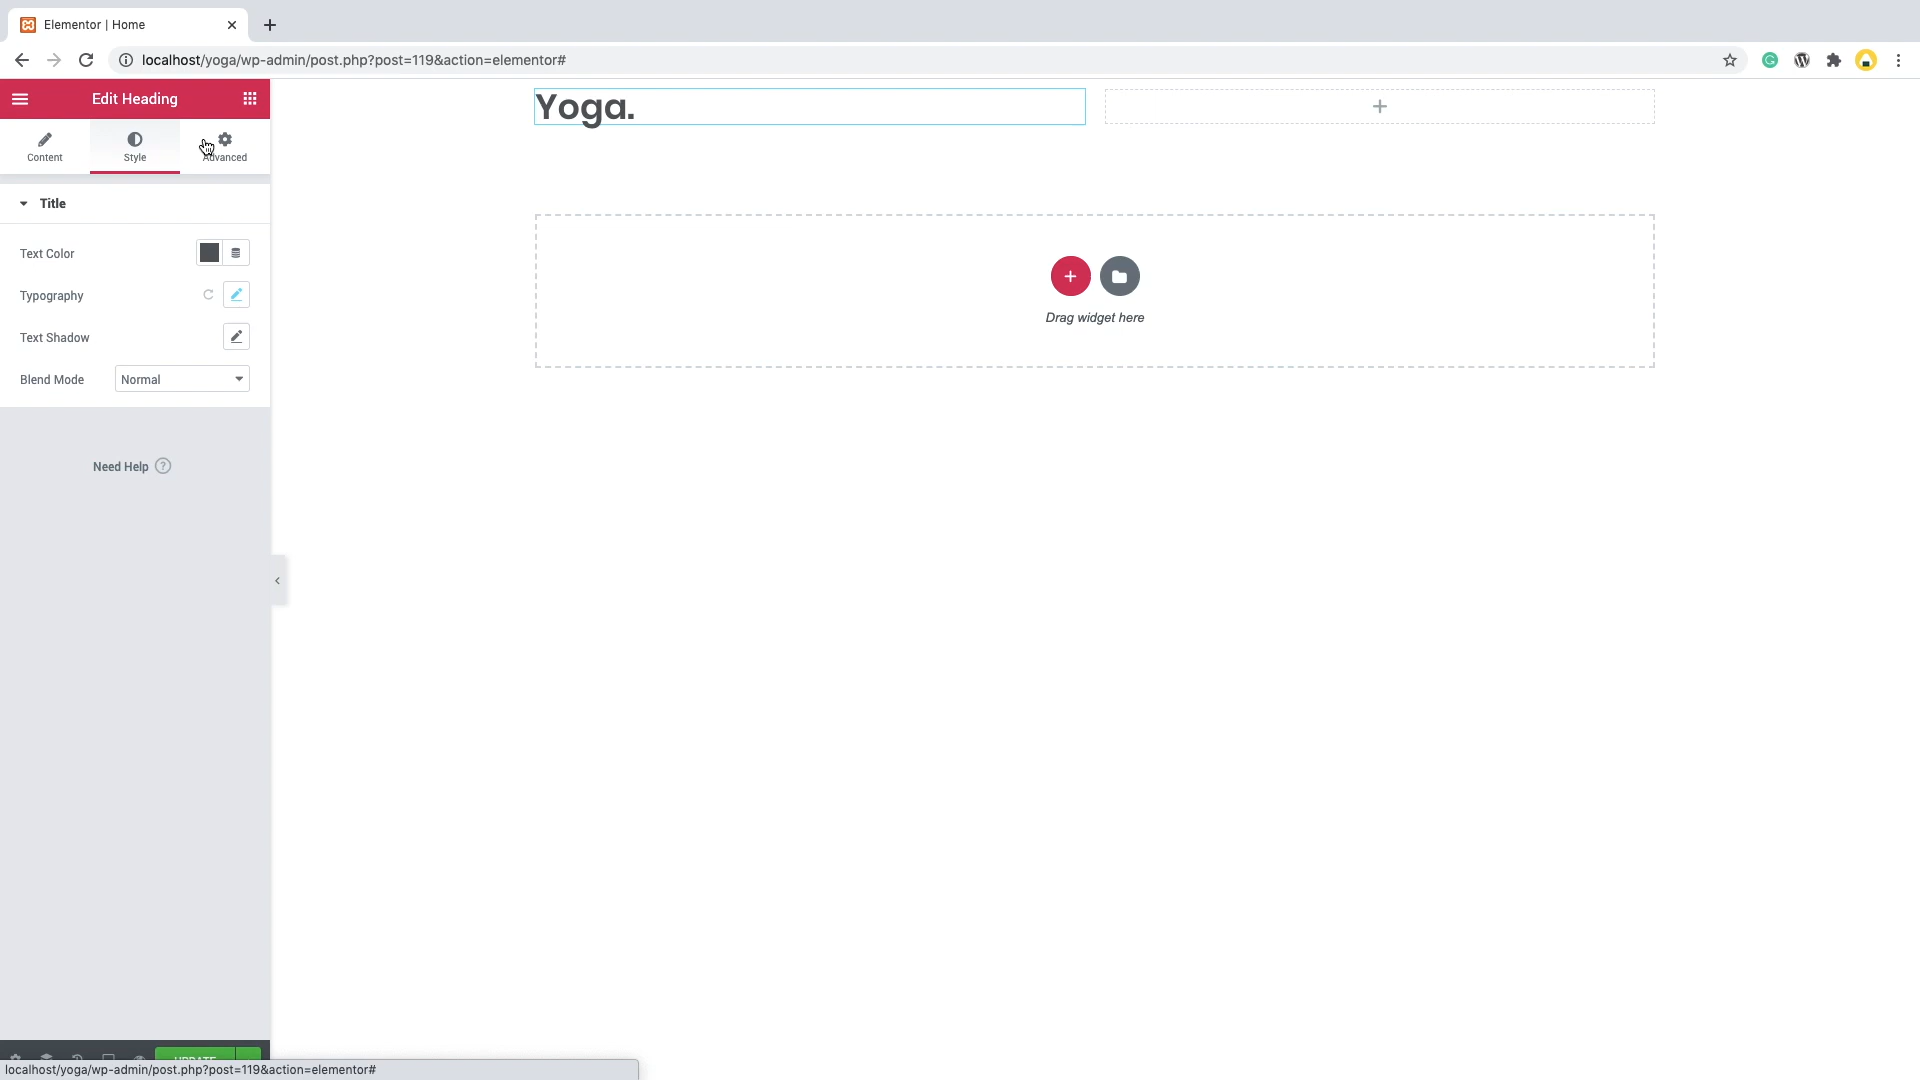 Elementor | Home
localhost/yoga/wp-admin/post.php?post=119&action=elementor#
Edit Heading
Content
Style
Advanced
Title
Text Color
Typography
Text Shadow
Blend Mode
Normal
Need Help
UPDATE
localhost/yoga/wp-admin/post.php?post=119&action=elementor#
Yoga.
Drag widget here